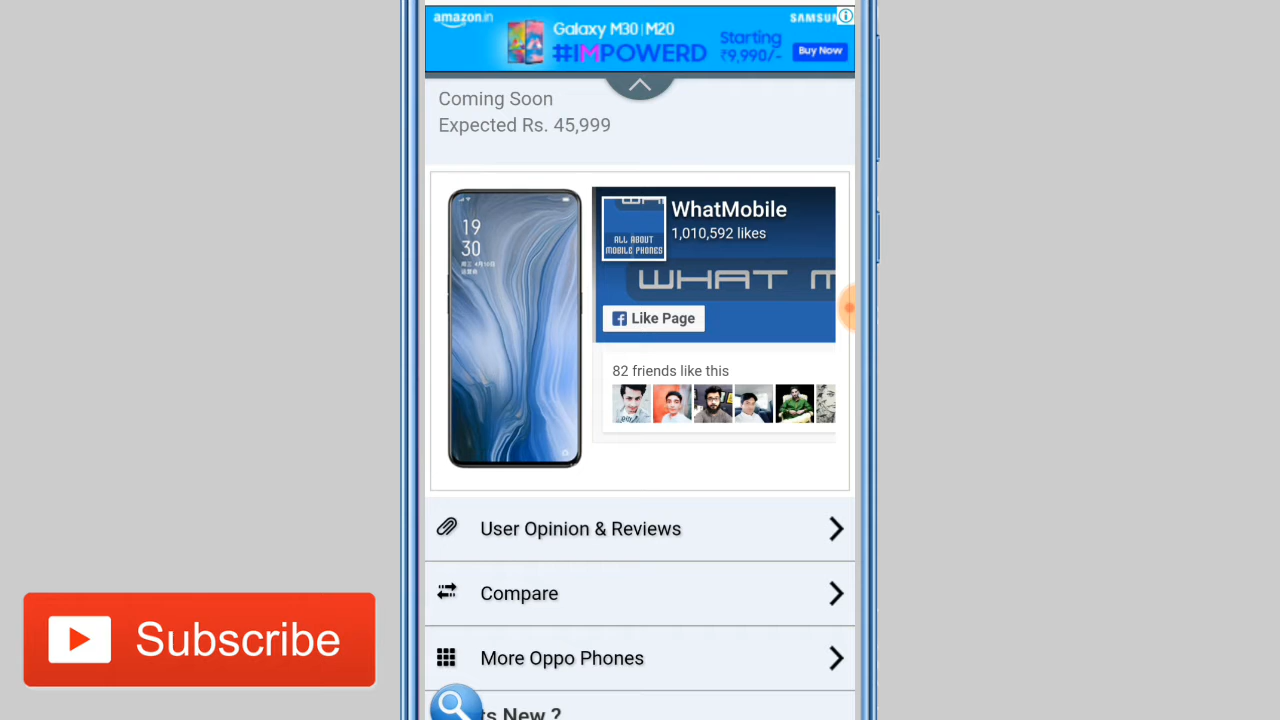 amazon.in
Galaxy M30 | M20
#IMPOWERD
Starting
₹9,990/-
SAMSU
Buy Now
Coming Soon
Expected Rs. 45,999
19
30
WhatMobile
1,010,592 likes
ALL ABOUT
MOBILE PHONES
WHAT M
Like Page
82 friends like this
User Opinion & Reviews
Compare
More Oppo Phones
ts New ?
Subscribe